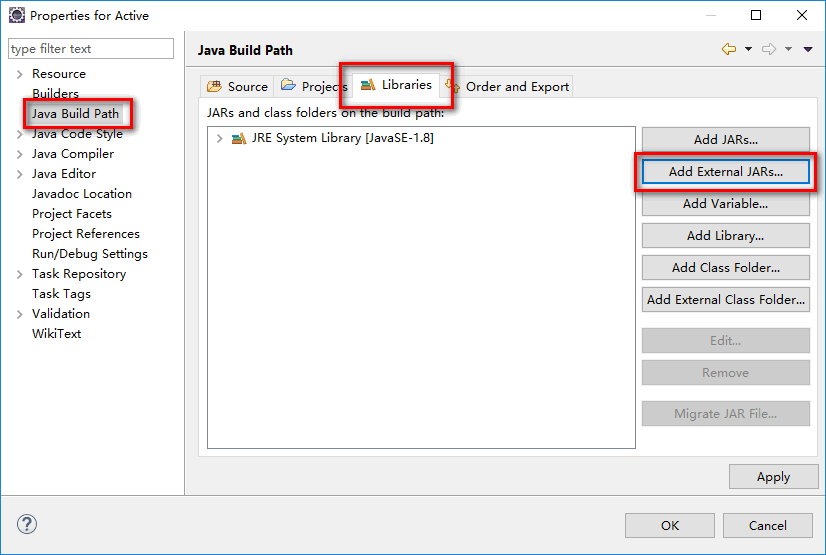 Properties for Active
type filter text
Resource
Builders
Java Build Path
Java Code Style
Java Compiler
Java Editor
Javadoc Location
Project Facets
Project References
Run/Debug Settings
Task Repository
Task Tags
Validation
WikiText
Java Build Path
Source Projects Libraries Order and Export
JARs and class folders on the build path:
JRE System Library [JavaSE-1.8]
Add JARs...
Add External JARs...
Add Variable...
Add Library...
Add Class Folder...
Add External Class Folder...
Edit...
Remove
Migrate JAR File...
Apply
?
OK Cancel